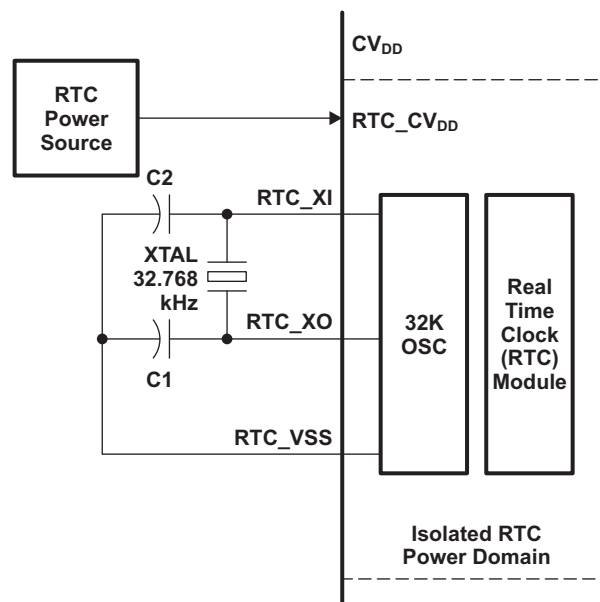 CVDD
RTC
Power
Source
RTC_CVDD
C2
RTC_XI
XTAL
32.768
kHz
RTC_XO
C1
RTC_VSS
32K
OSC
Real
Time
Clock
(RTC)
Module
Isolated RTC
Power Domain